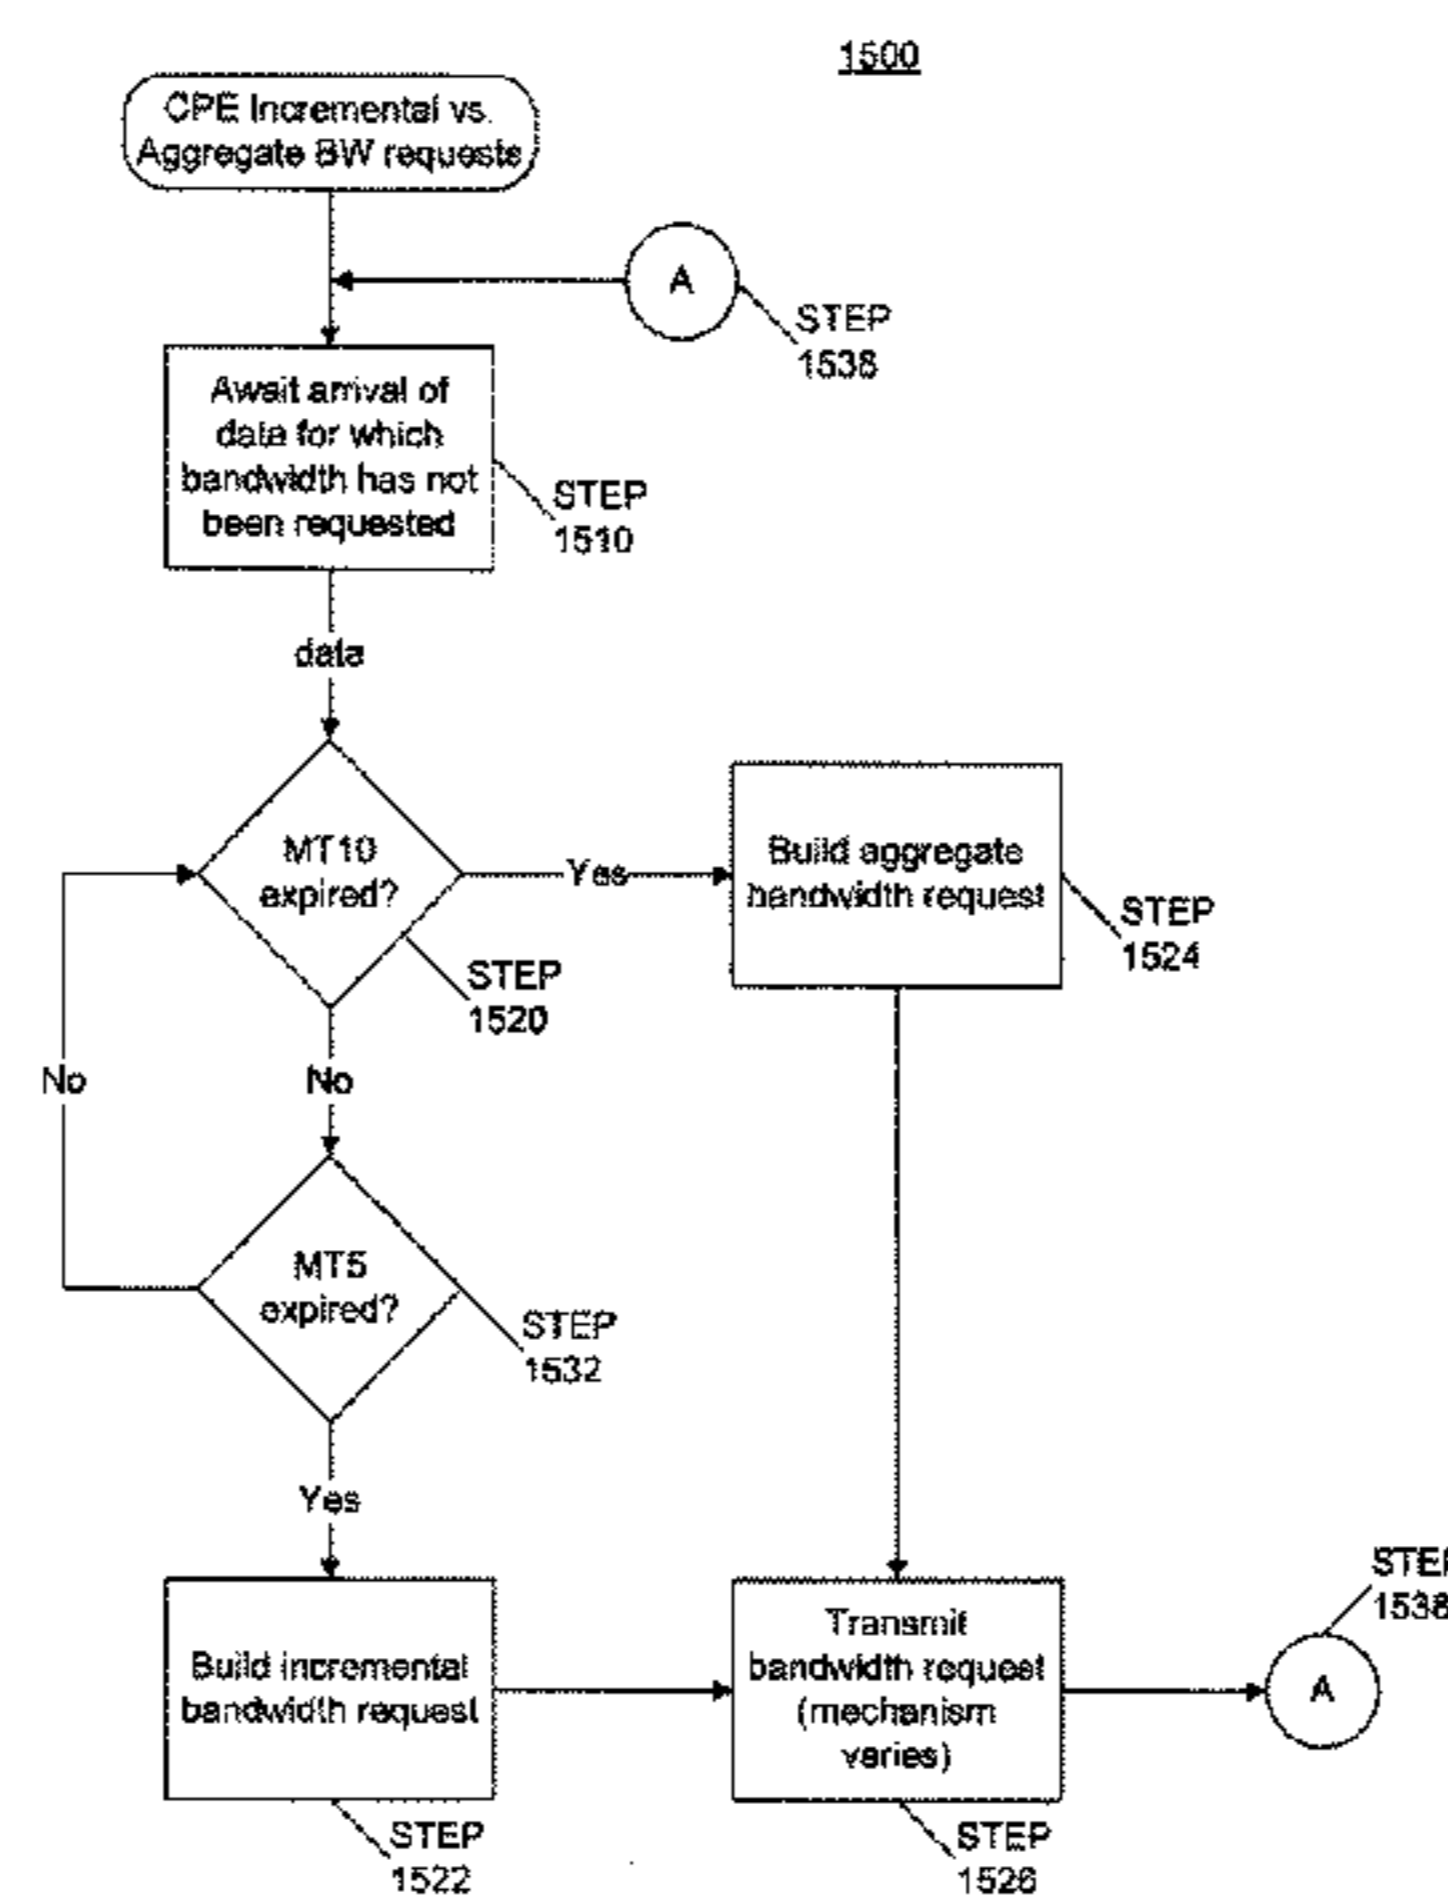 1500
CPE Incremental vs.
Aggregate BW requests
A
STEP
1538
Await arrival of
data for which
bandwidth has not
been requested
STEP
1510
data
MT10
expired?
Yes
Build aggregate
bandwidth request
STEP
1524
STEP
1520
No
No
MT5
expired?
STEP
1532
Yes
STEP
1538
Build incremental
bandwidth request
Transmit
bandwidth request
(mechanism
varies)
A
STEP
1522
STEP
1526